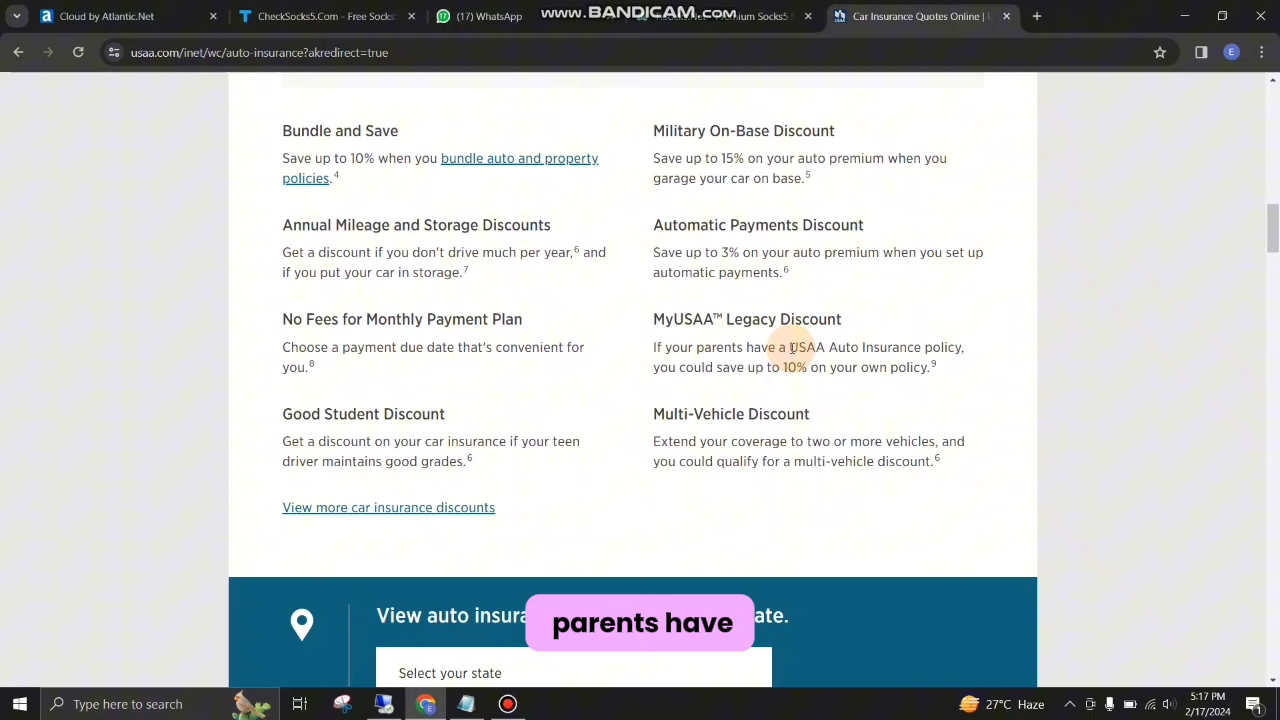 Cloud by Atlantic.Net
CheckSocks5.Com - Free Socks
(17) WhatsApp
www.BANDICAM.com
Socks5
Car Insurance Quotes Online |
usaa.com/inet/wc/auto-insurance?akredirect=true
E
Bundle and Save
Save up to 10% when you bundle auto and property
policies.4
Military On-Base Discount
Save up to 15% on your auto premium when you
garage your car on base.5
Annual Mileage and Storage Discounts
Get a discount if you don't drive much per year,6 and
if you put your car in storage.7
Automatic Payments Discount
Save up to 3% on your auto premium when you set up
automatic payments.6
No Fees for Monthly Payment Plan
Choose a payment due date that's convenient for
you.8
MyUSAA™ Legacy Discount
If your parents have a USAA Auto Insurance policy,
you could save up to 10% on your own policy.9
Good Student Discount
Get a discount on your car insurance if your teen
driver maintains good grades.6
Multi-Vehicle Discount
Extend your coverage to two or more vehicles, and
you could qualify for a multi-vehicle discount.6
View more car insurance discounts
View auto insura
ate.
parents have
Select your state
Type here to search
27°C Haze
5:17 PM
2/17/2024